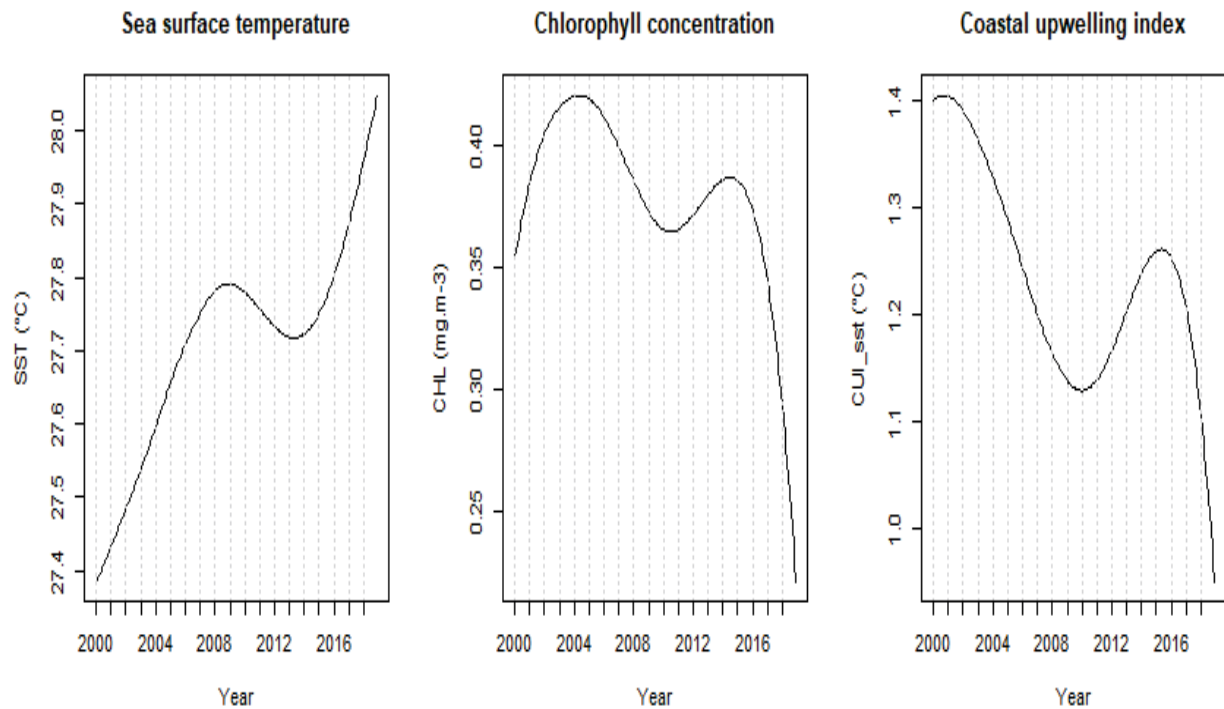 Sea surface temperature
SST (°C)
28.0
27.9
27.8
27.7
27.6
27.5
27.4
2000 2004 2008 2012 2016
Year
Chlorophyll concentration
CHL (mg.m-3)
0.40
0.35
0.30
0.25
2000 2004 2008 2012 2016
Year
Coastal upwelling index
CUI_sst (°C)
1.4
1.3
1.2
1.1
1.0
2000 2004 2008 2012 2016
Year